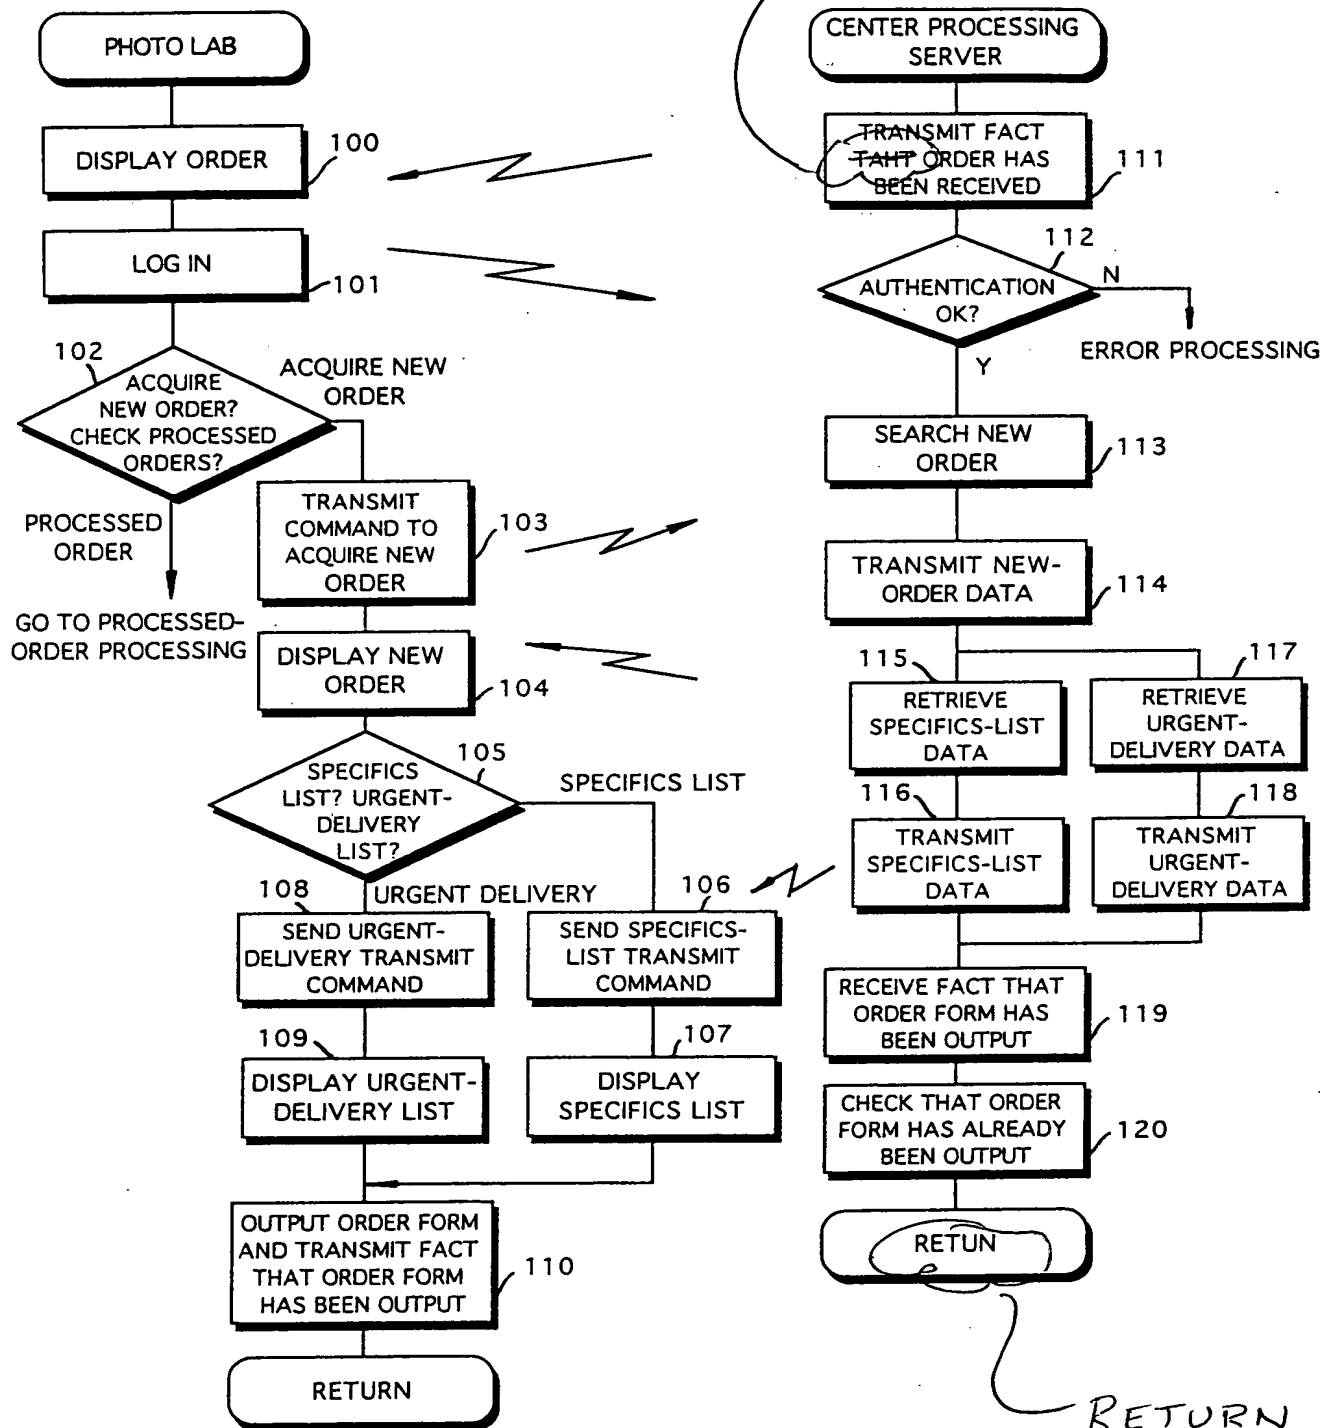 PHOTO LAB
DISPLAY ORDER
100
LOG IN
101
102
ACQUIRE
NEW ORDER?
CHECK PROCESSED
ORDERS?
ACQUIRE NEW
ORDER
PROCESSED
ORDER
GO TO PROCESSED-
ORDER PROCESSING
TRANSMIT
COMMAND TO
ACQUIRE NEW
ORDER
103
DISPLAY NEW
ORDER
104
105
SPECIFICS
LIST? URGENT-
DELIVERY
LIST?
SPECIFICS LIST
URGENT DELIVERY
108
SEND URGENT-
DELIVERY TRANSMIT
COMMAND
106
SEND SPECIFICS-
LIST TRANSMIT
COMMAND
109
DISPLAY URGENT-
DELIVERY LIST
107
DISPLAY
SPECIFICS LIST
OUTPUT ORDER FORM
AND TRANSMIT FACT
THAT ORDER FORM
HAS BEEN OUTPUT
110
RETURN
CENTER PROCESSING
SERVER
TRANSMIT FACT
TAHT ORDER HAS
BEEN RECEIVED
111
112
AUTHENTICATION
OK?
N
ERROR PROCESSING
Y
SEARCH NEW
ORDER
113
TRANSMIT NEW-
ORDER DATA
114
115
RETRIEVE
SPECIFICS-LIST
DATA
117
RETRIEVE
URGENT-
DELIVERY DATA
116
TRANSMIT
SPECIFICS-LIST
DATA
118
TRANSMIT
URGENT-
DELIVERY DATA
RECEIVE FACT THAT
ORDER FORM HAS
BEEN OUTPUT
119
CHECK THAT ORDER
FORM HAS ALREADY
BEEN OUTPUT
120
RETUN
RETURN